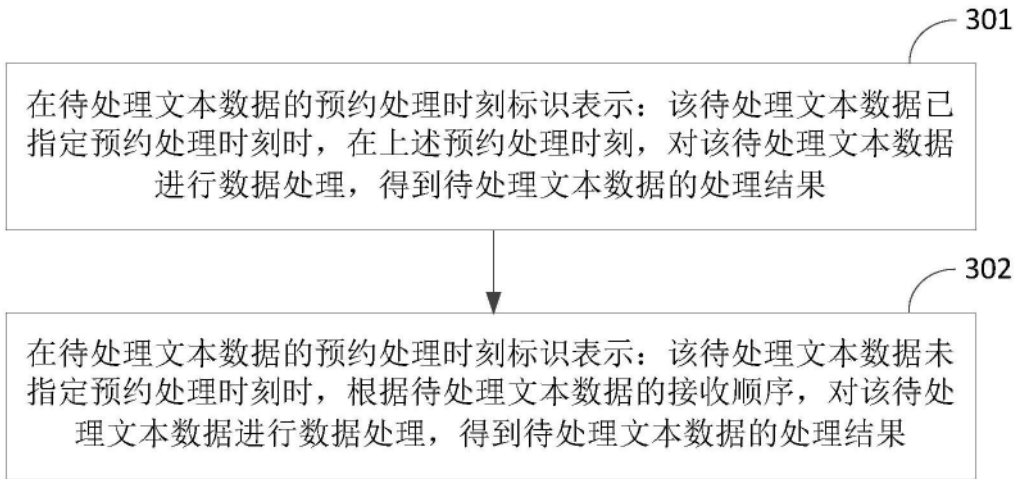 301
在待处理文本数据的预约处理时刻标识表示：该待处理文本数据已
指定预约处理时刻时，在上述预约处理时刻，对该待处理文本数据
进行数据处理，得到待处理文本数据的处理结果
302
在待处理文本数据的预约处理时刻标识表示：该待处理文本数据未
指定预约处理时刻时，根据待处理文本数据的接收顺序，对该待处
理文本数据进行数据处理，得到待处理文本数据的处理结果